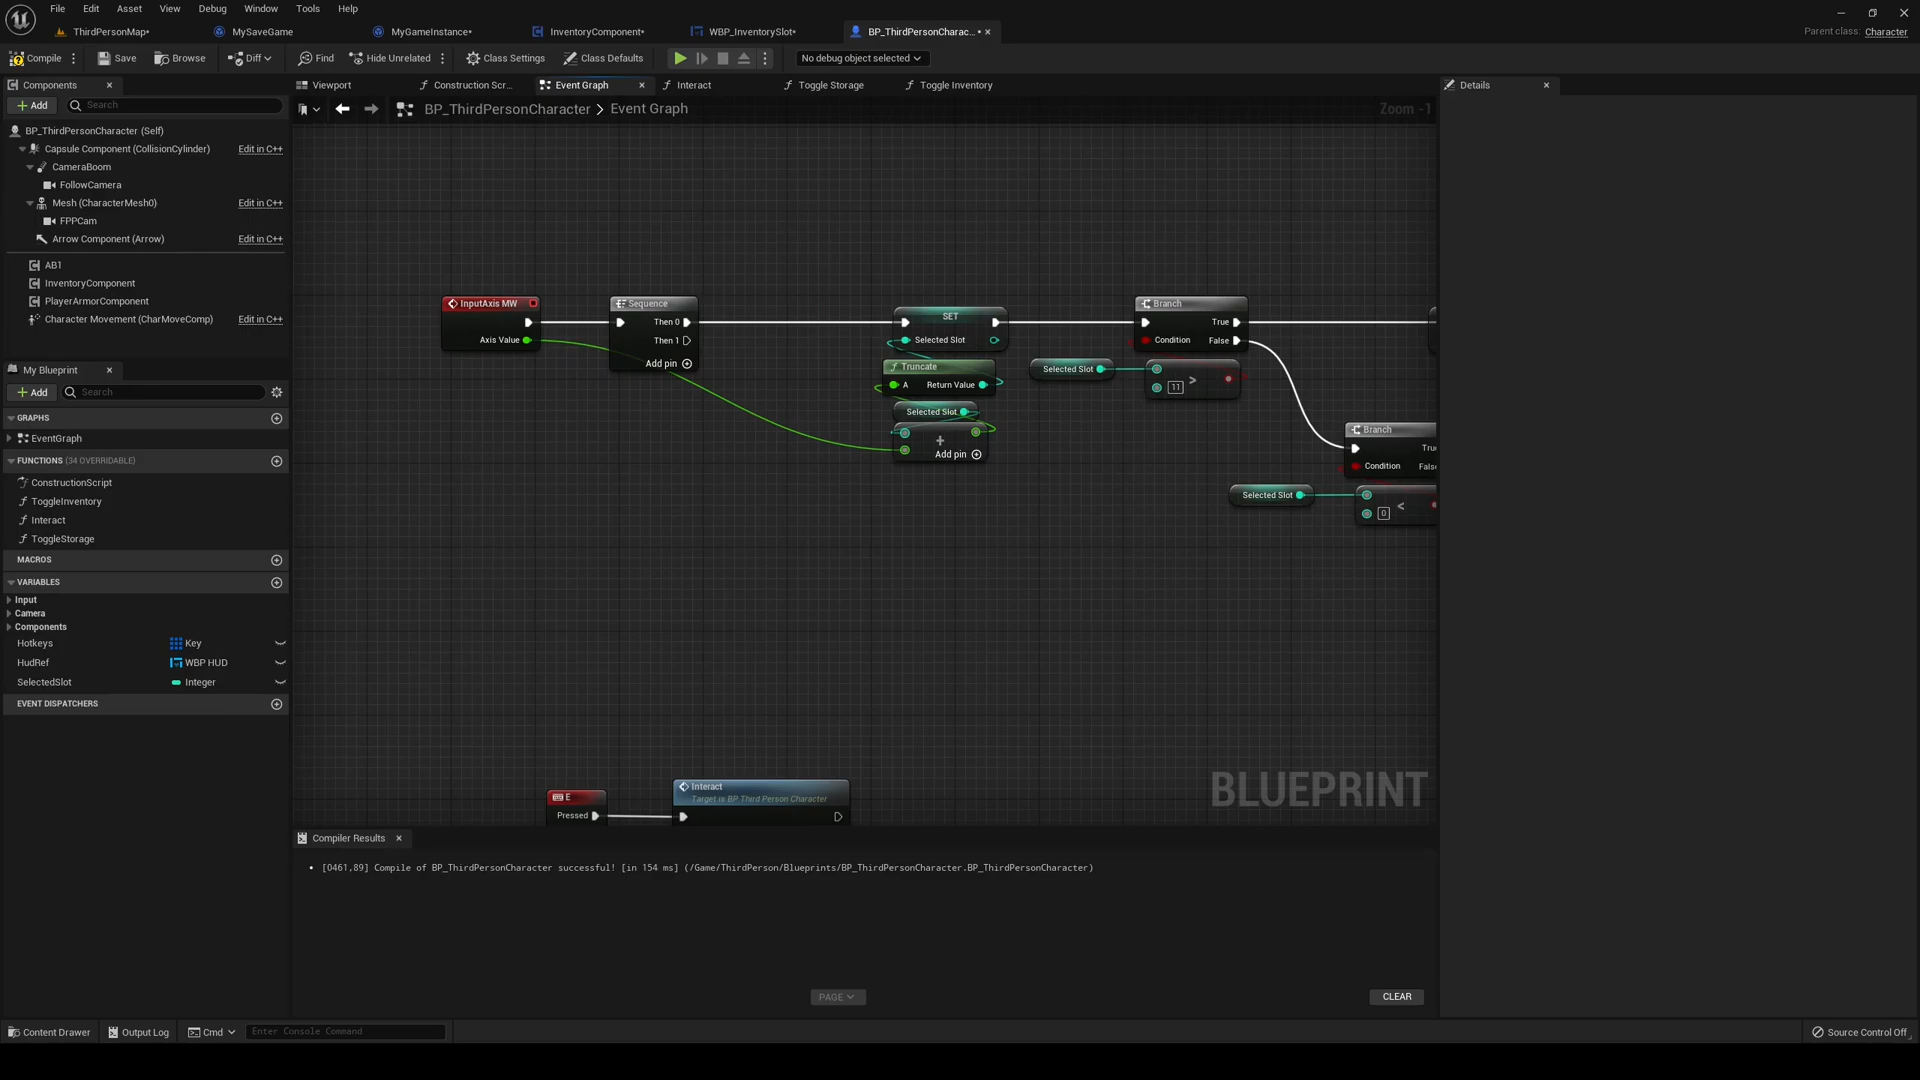 File Edit Asset View Debug Window Tools Help
ThirdPersonMap* MySaveGame MyGameInstance* InventoryComponent* WBP_InventorySlot* BP_ThirdPersonCharac... •
Parent class: Character
Compile Save Browse Diff Find Hide Unrelated Class Settings Class Defaults No debug object selected
Components
Add Search
BP_ThirdPersonCharacter (Self)
Capsule Component (CollisionCylinder) Edit in C++
CameraBoom
FollowCamera
Mesh (CharacterMesh0) Edit in C++
FPPCam
Arrow Component (Arrow) Edit in C++
AB1
InventoryComponent
PlayerArmorComponent
Character Movement (CharMoveComp) Edit in C++
My Blueprint
Add Search
GRAPHS
EventGraph
FUNCTIONS (34 OVERRIDABLE)
ConstructionScript
ToggleInventory
Interact
ToggleStorage
MACROS
VARIABLES
Input
Camera
Components
Hotkeys Key
HudRef WBP HUD
SelectedSlot Integer
EVENT DISPATCHERS
Viewport Construction Scr... Event Graph Interact Toggle Storage Toggle Inventory
BP_ThirdPersonCharacter > Event Graph Zoom -1
InputAxis MW
Axis Value
Sequence
Then 0
Then 1
Add pin
SET
Selected Slot
Truncate
A Return Value
Selected Slot
+
Add pin
Branch
True
Condition False
Selected Slot
>
11
Branch
Tru
Condition False
Selected Slot
<
0
E
Pressed
Interact
Target is BP Third Person Character
BLUEPRINT
Details
Compiler Results
• [0461,89] Compile of BP_ThirdPersonCharacter successful! [in 154 ms] (/Game/ThirdPerson/Blueprints/BP_ThirdPersonCharacter.BP_ThirdPersonCharacter)
PAGE CLEAR
Content Drawer Output Log Cmd Enter Console Command Source Control Off